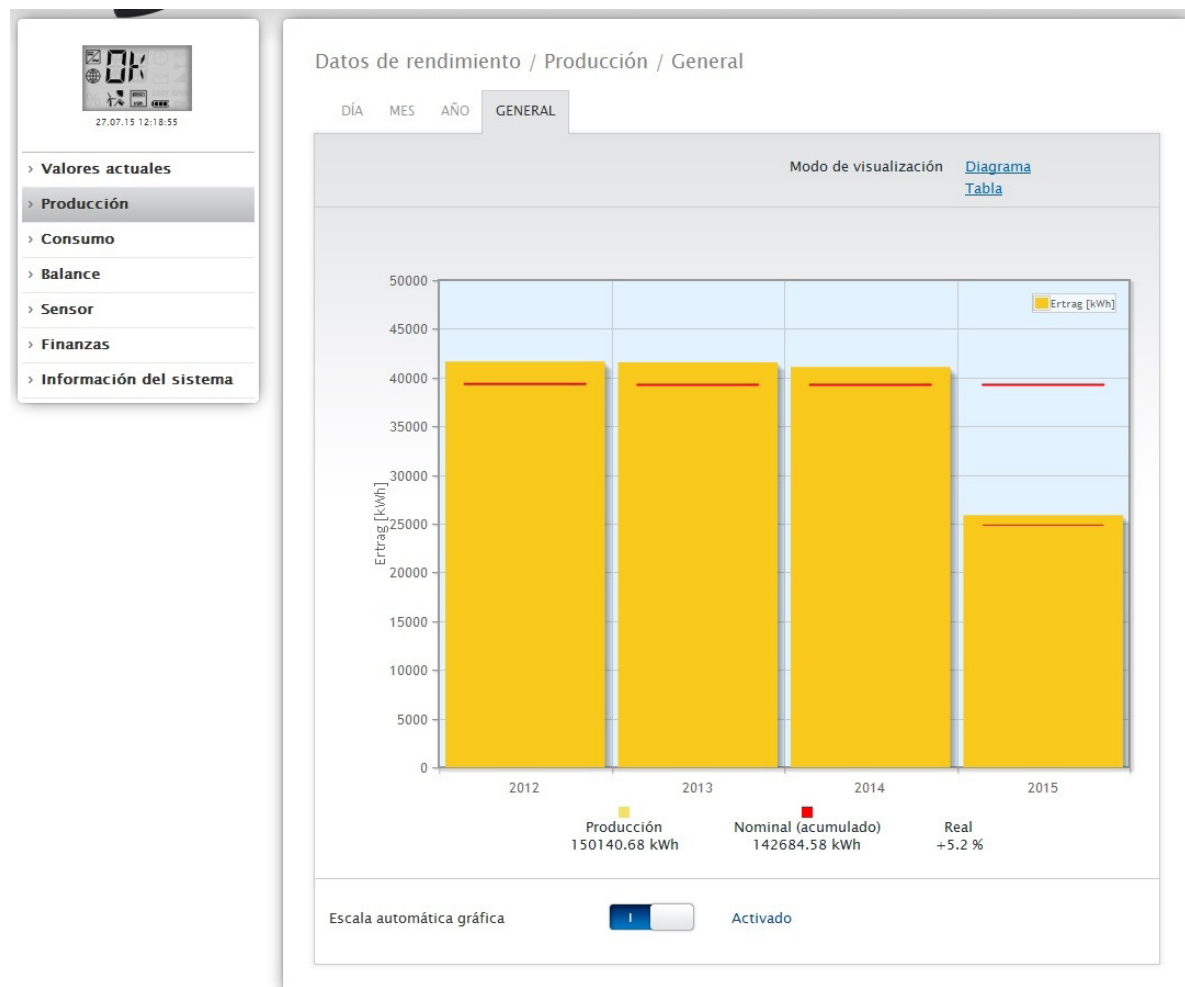 OK
27.07.15 12:18:55
› Valores actuales
› Producción
› Consumo
› Balance
› Sensor
› Finanzas
› Información del sistema
Datos de rendimiento / Producción / General
DÍA MES AÑO GENERAL
Modo de visualización Diagrama
Tabla
Ertrag [kWh]
50000
45000
40000
35000
30000
25000
20000
15000
10000
5000
0
Ertrag [kWh]
2012 2013 2014 2015
Producción Nominal (acumulado) Real
150140.68 kWh 142684.58 kWh +5.2 %
Escala automática gráfica I Activado